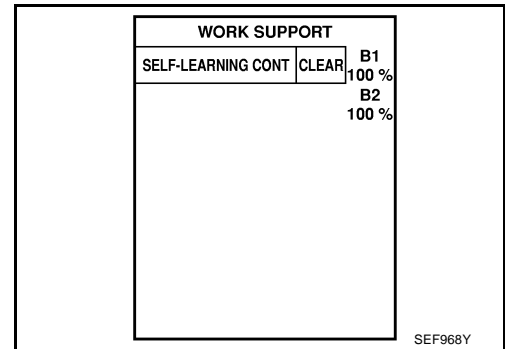 WORK SUPPORT
SELF-LEARNING CONT CLEAR B1
100 %
B2
100 %
SEF968Y